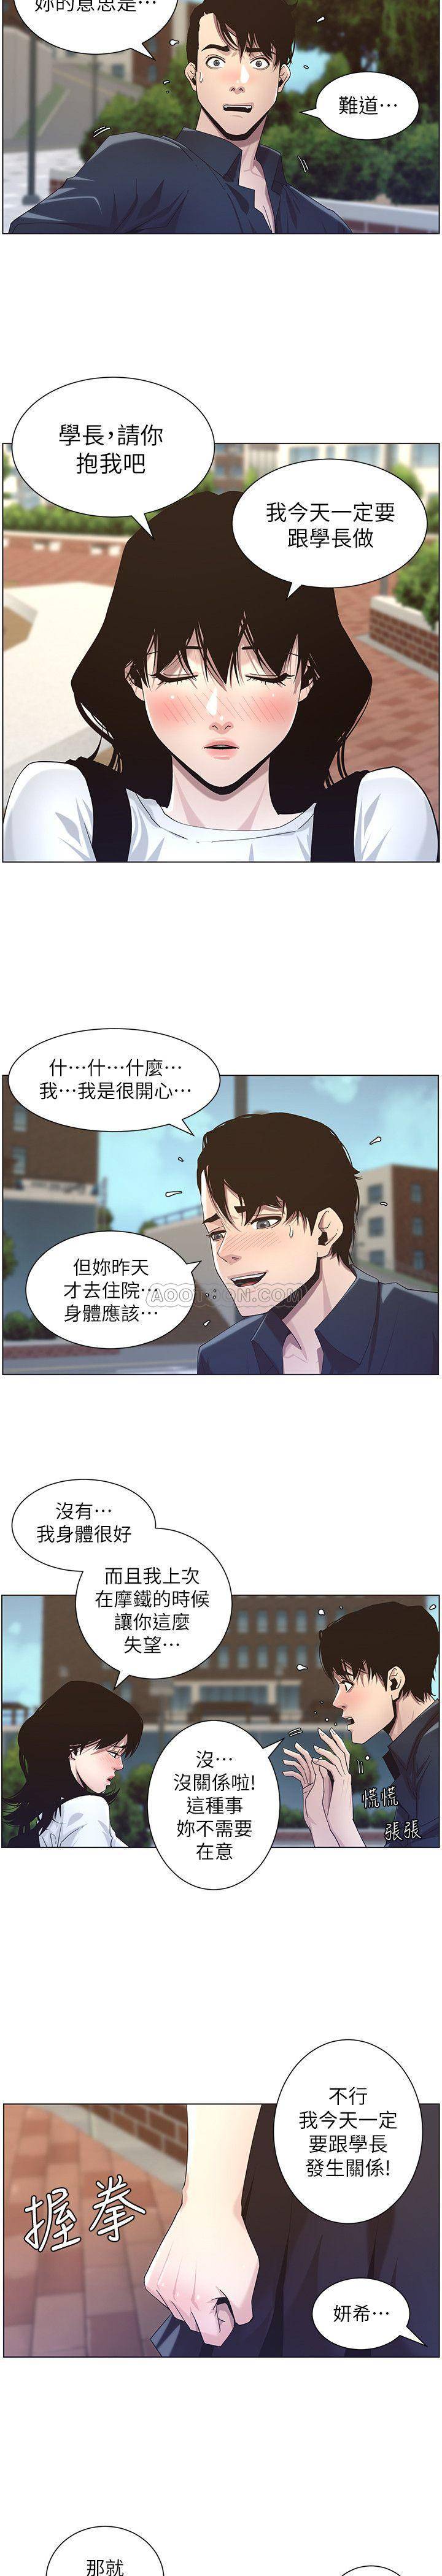 妳的意思是⋯
難道⋯
學長,請你
抱我吧
我今天一定要
跟學長做
什⋯什⋯什麼⋯
我⋯我是很開心⋯
但妳昨天
才去住院⋯
身體應該⋯
沒有⋯
我身體很好
而且我上次
在摩鐵的時候
讓你這麼
失望⋯
沒⋯
沒關係啦!
這種事
妳不需要
在意
慌慌
張張
不行
我今天一定
要跟學長
發生關係!
握拳
妍希⋯
那就